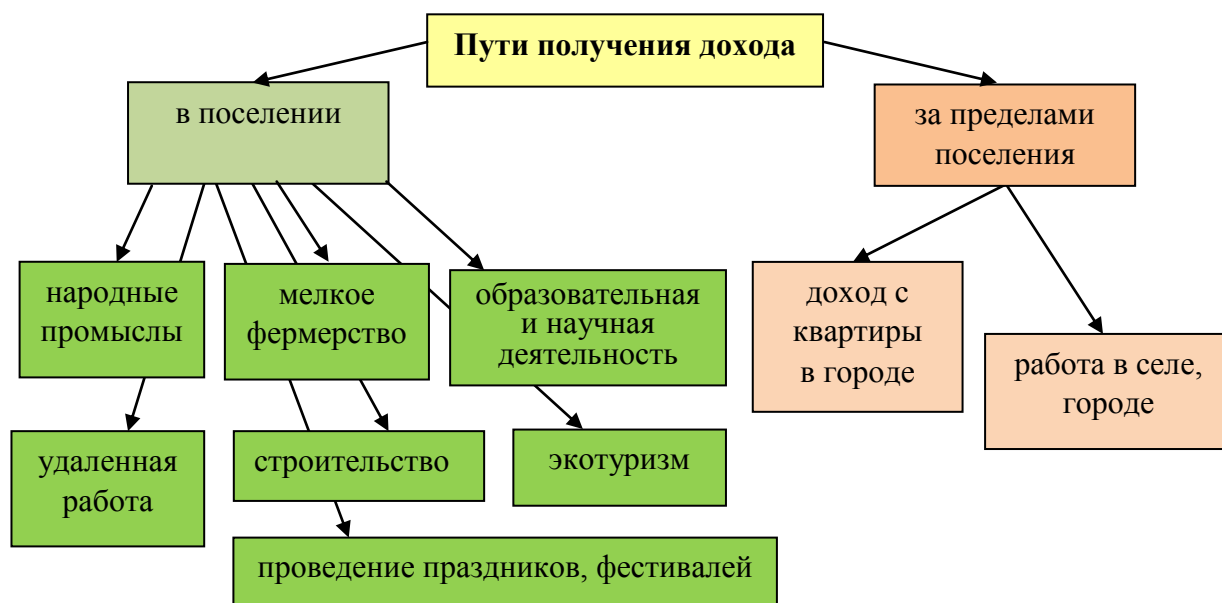 Пути получения дохода
в поселении
за пределами
поселения
народные
промыслы
мелкое
фермерство
образовательная
и научная
деятельность
доход с
квартиры
в городе
работа в селе,
городе
удаленная
работа
строительство
экотуризм
проведение праздников, фестивалей